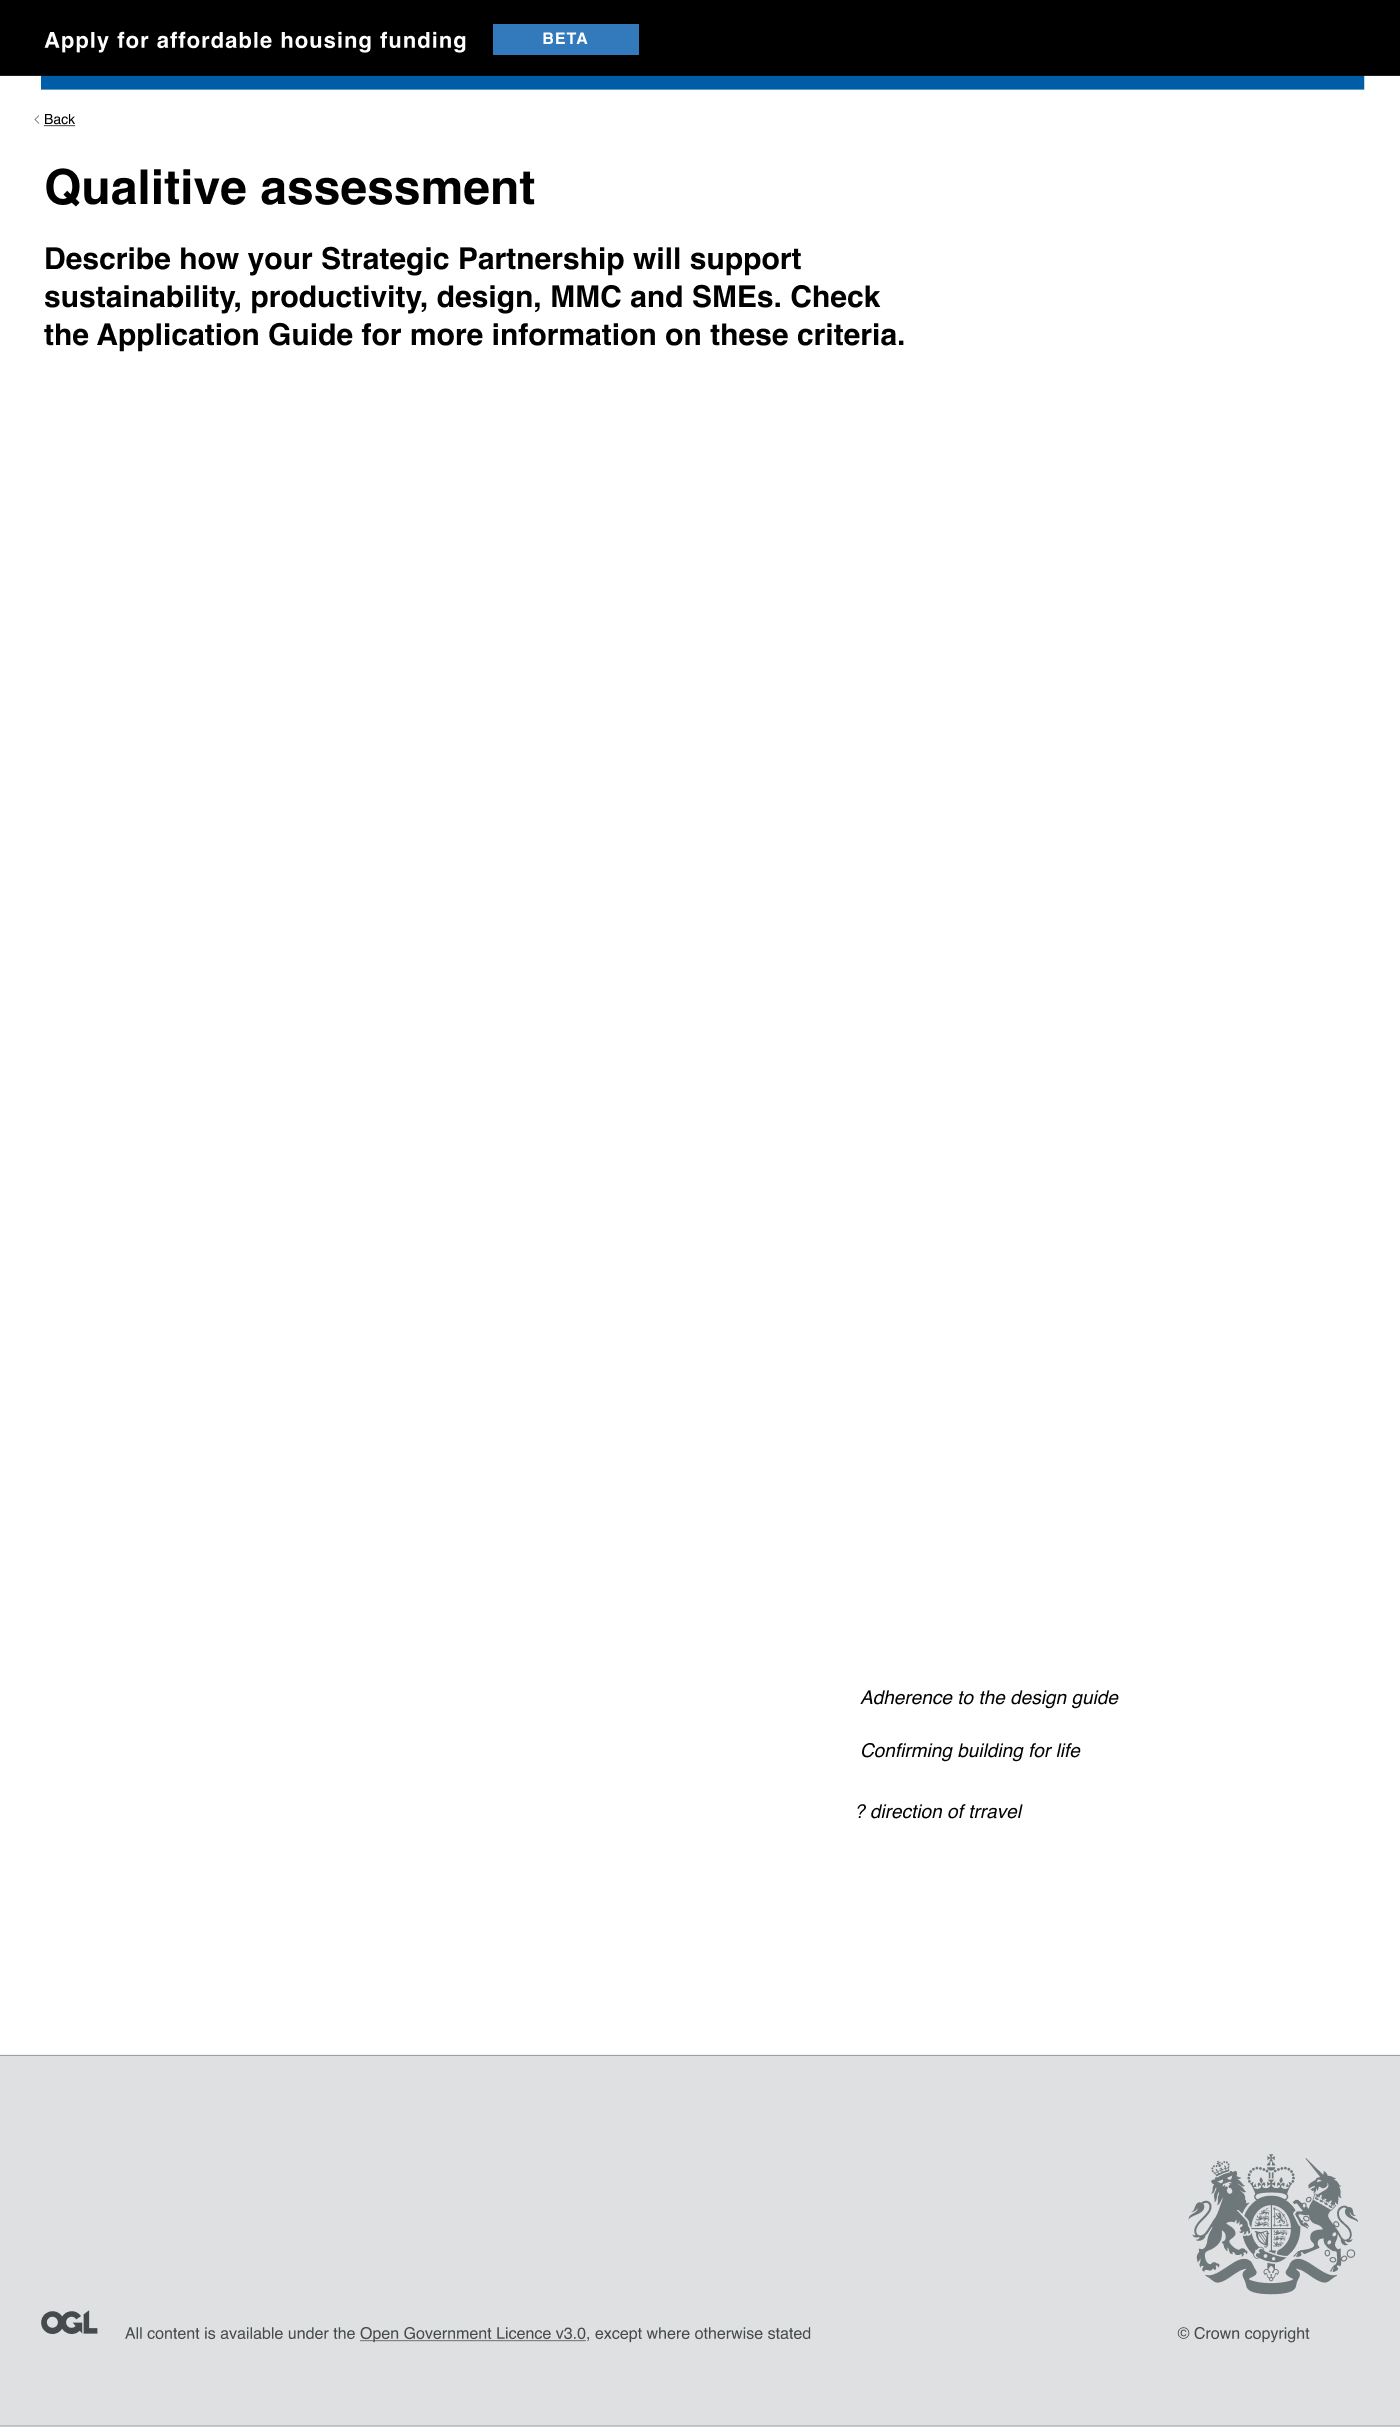 Apply for affordable housing funding BETA
Back
Qualitive assessment
Describe how your Strategic Partnership will support
sustainability, productivity, design, MMC and SMEs. Check
the Application Guide for more information on these criteria.
Adherence to the design guide
Confirming building for life
? direction of trravel
OGL All content is available under the Open Government Licence v3.0, except where otherwise stated
© Crown copyright